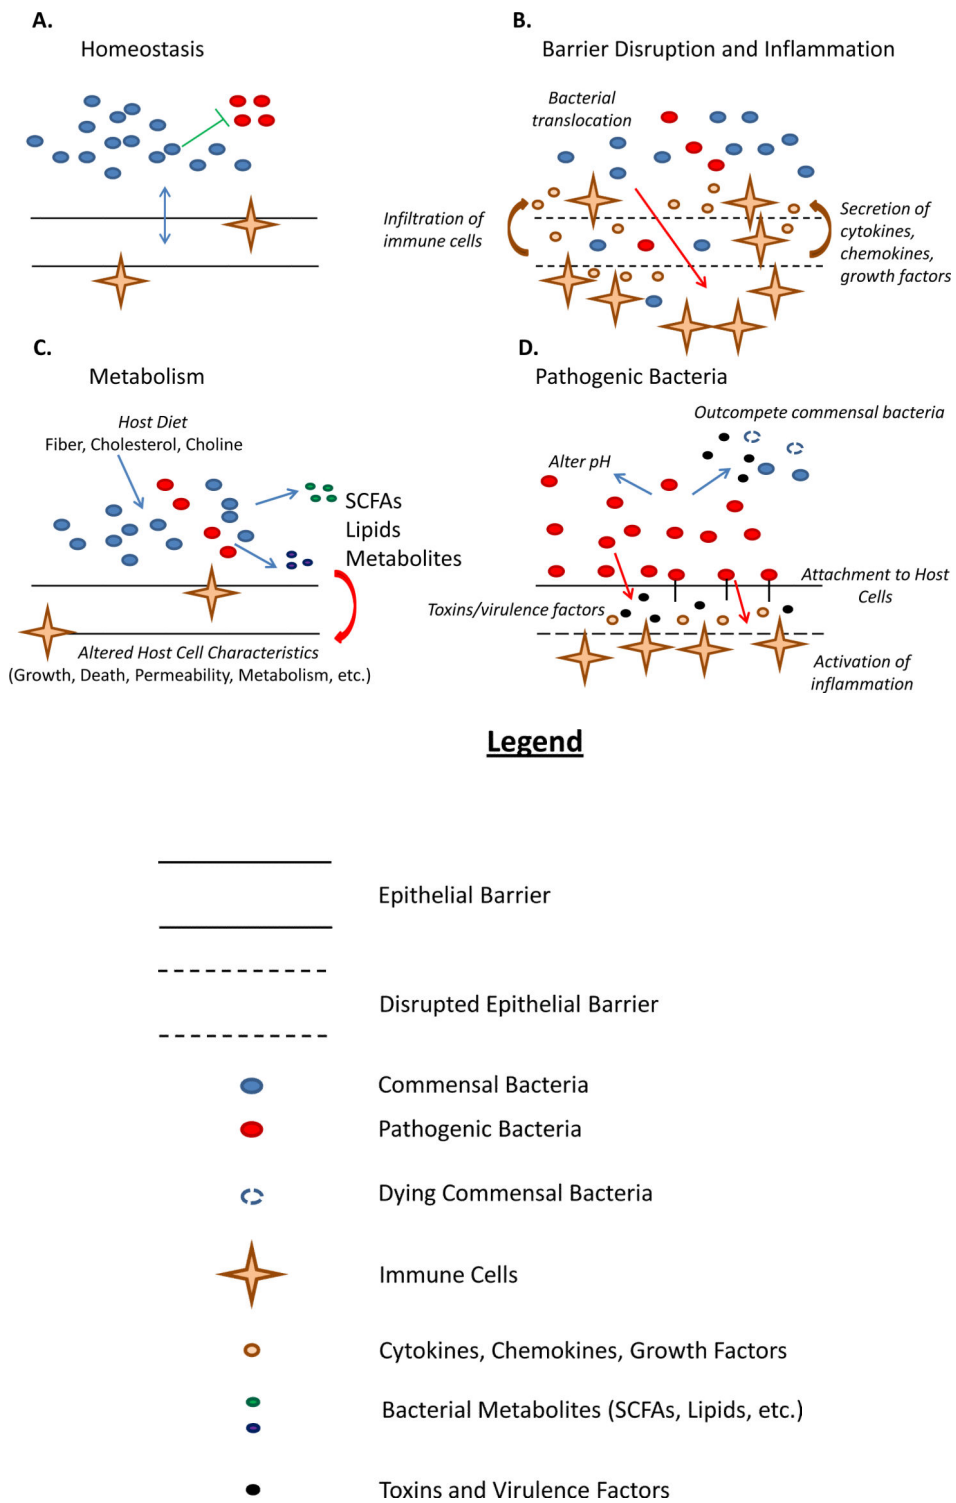 A.
Homeostasis
B.
Barrier Disruption and Inflammation
Bacterial
translocation
Infiltration of
immune cells
Secretion of
cytokines,
chemokines,
growth factors
C.
Metabolism
Host Diet
Fiber, Cholesterol, Choline
SCFAs
Lipids
Metabolites
Altered Host Cell Characteristics
(Growth, Death, Permeability, Metabolism, etc.)
D.
Pathogenic Bacteria
Outcompete commensal bacteria
Alter pH
Attachment to Host
Cells
Toxins/virulence factors
Activation of
inflammation
Legend
Epithelial Barrier
Disrupted Epithelial Barrier
Commensal Bacteria
Pathogenic Bacteria
Dying Commensal Bacteria
Immune Cells
Cytokines, Chemokines, Growth Factors
Bacterial Metabolites (SCFAs, Lipids, etc.)
Toxins and Virulence Factors